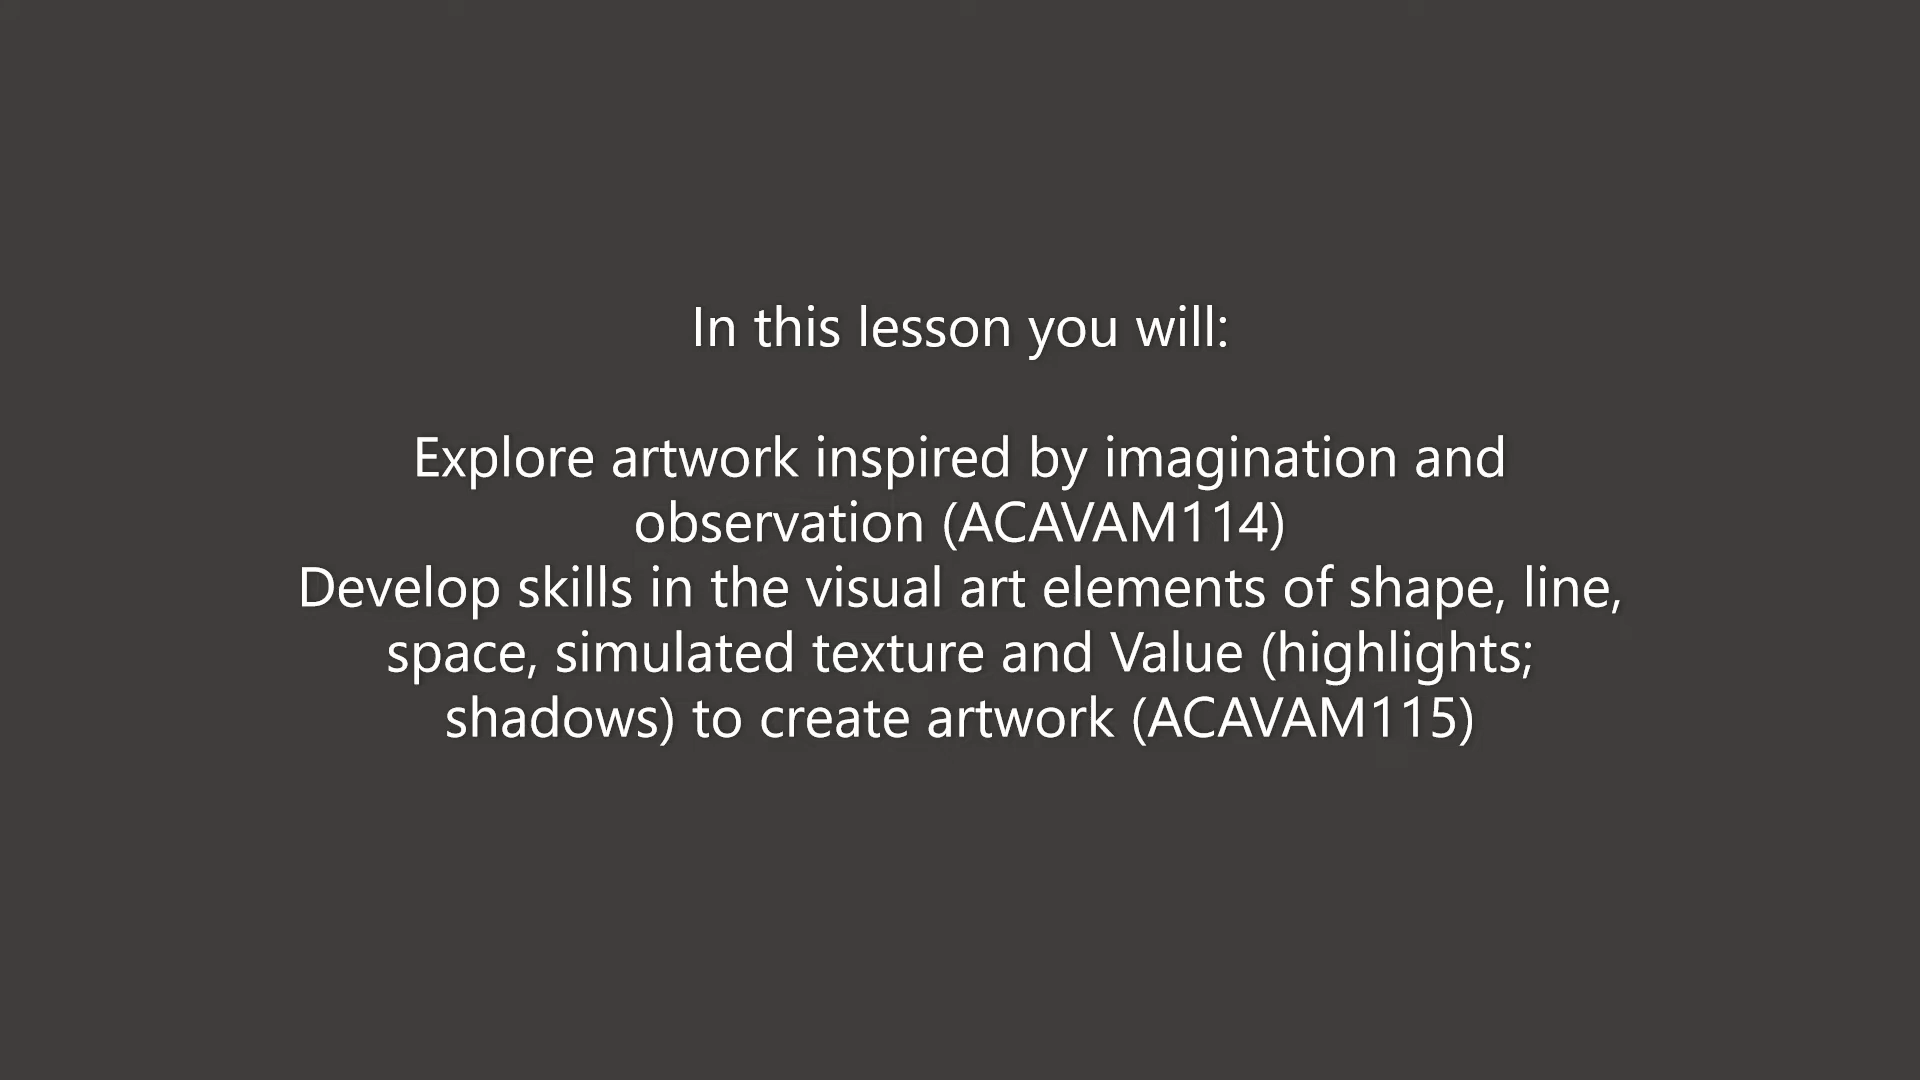 In this lesson you will:
Explore artwork inspired by imagination and
observation (ACAVAM114)
Develop skills in the visual art elements of shape, line,
space, simulated texture and Value (highlights;
shadows) to create artwork (ACAVAM115)